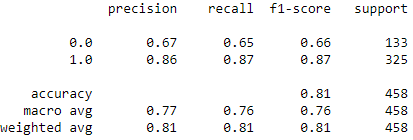 precision recall f1-score support
0.0 0.67 0.65 0.66 133
1.0 0.86 0.87 0.87 325
accuracy 0.81 458
macro avg 0.77 0.76 0.76 458
weighted avg 0.81 0.81 0.81 458